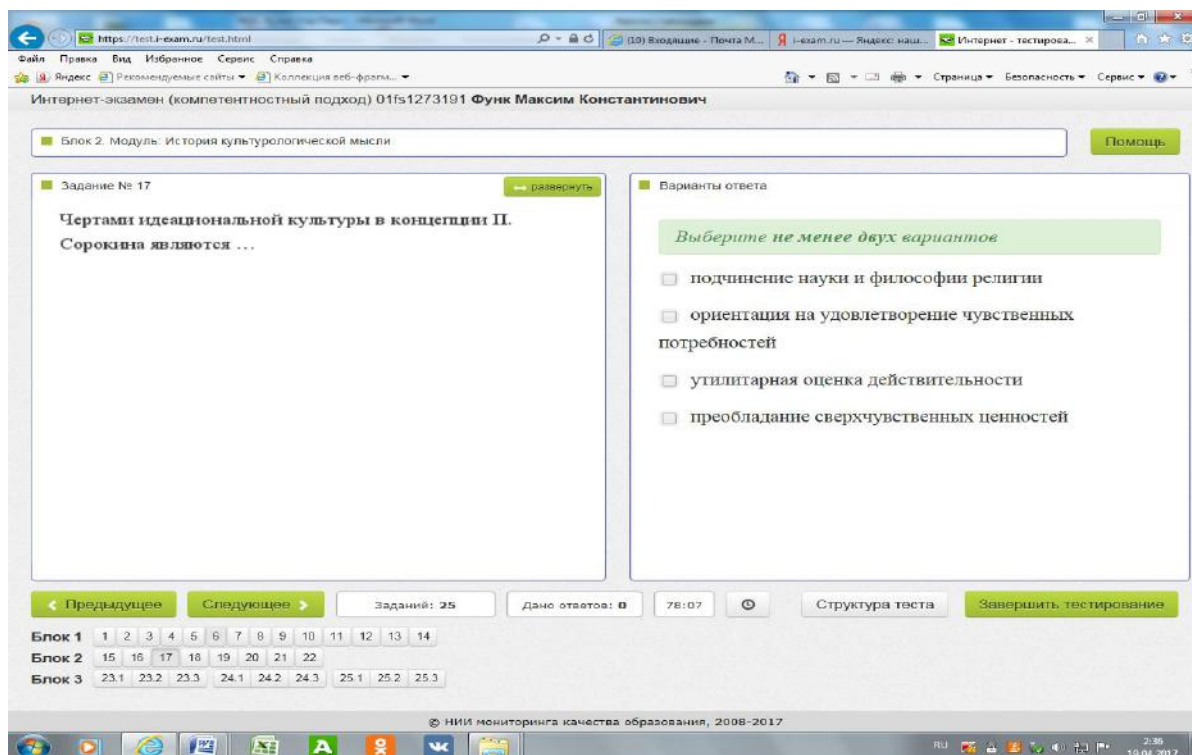 https://test.i-exam.ru/test.html
(10) Входящие - Почта M...
i-exam.ru — Яндекс: наш...
Интернет - тестирова...
Файл Правка Вид Избранное Сервис Справка
Яндекс Рекомендуемые сайты Коллекция веб-фрагм...
Страница Безопасность Сервис
Интернет-экзамен (компетентностный подход) 01fs1273191 Функ Максим Константинович
Блок 2. Модуль: История культурологической мысли
Помощь
Задание № 17
развернуть
Чертами идеациональной культуры в концепции П.
Сорокина являются ...
Варианты ответа
Выберите не менее двух вариантов
подчинение науки и философии религии
ориентация на удовлетворение чувственных
потребностей
утилитарная оценка действительности
преобладание сверхчувственных ценностей
Предыдущее
Следующее
Заданий: 25
Дано ответов: 0
78:07
Структура теста
Завершить тестирование
Блок 1 1 2 3 4 5 6 7 8 9 10 11 12 13 14
Блок 2 15 16 17 18 19 20 21 22
Блок 3 23.1 23.2 23.3 24.1 24.2 24.3 25.1 25.2 25.3
© НИИ мониторинга качества образования, 2008-2017
RU
2:35
19.04.2017